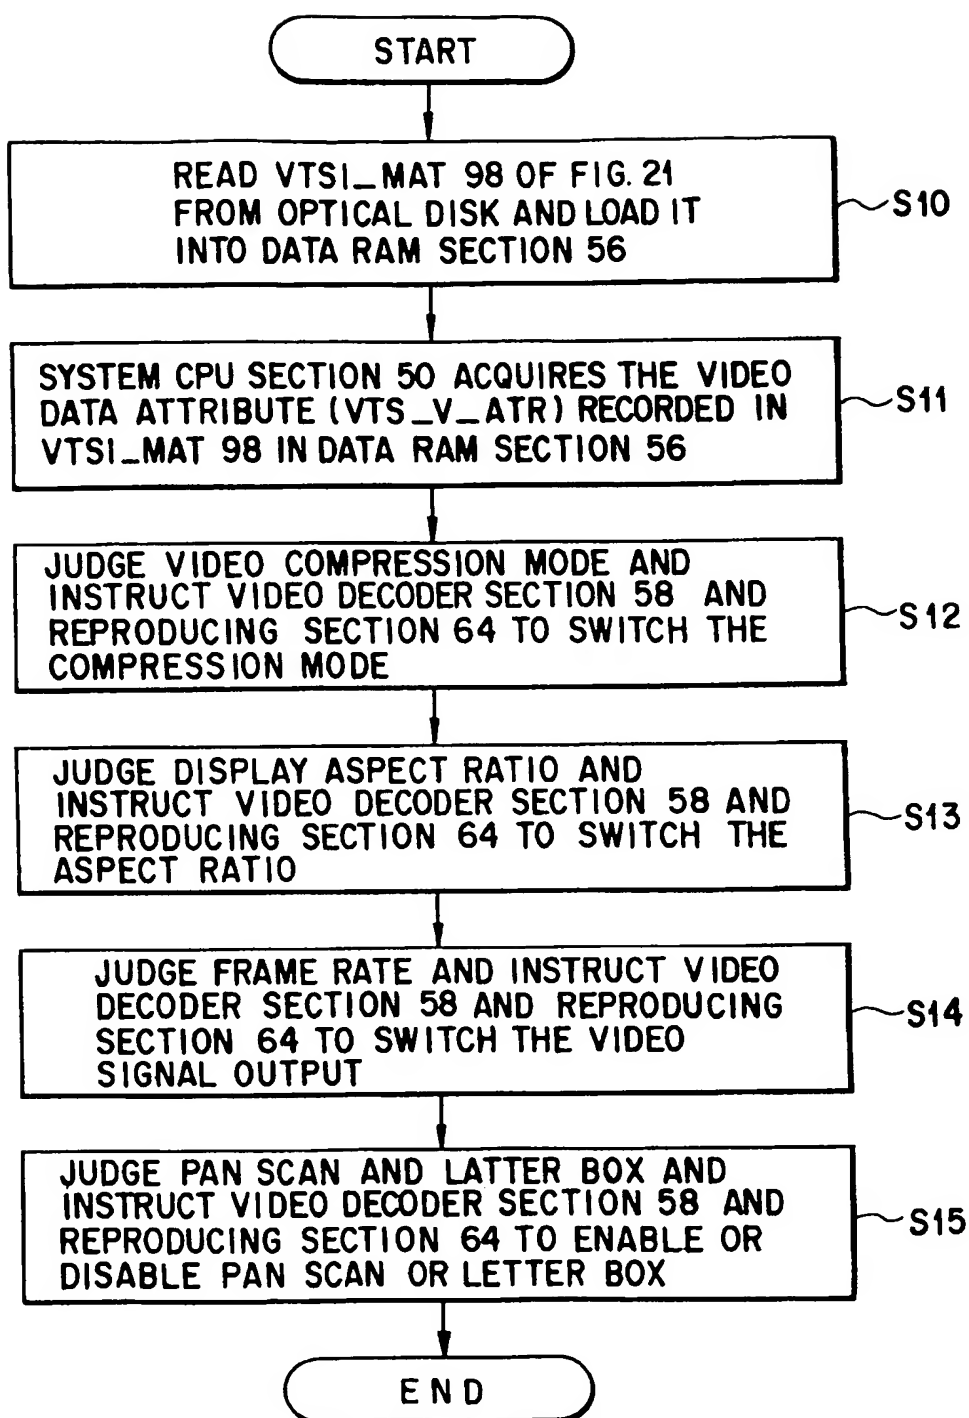 START
READ VTSI_MAT 98 OF FIG. 21
FROM OPTICAL DISK AND LOAD IT
INTO DATA RAM SECTION 56
S10
SYSTEM CPU SECTION 50 ACQUIRES THE VIDEO
DATA ATTRIBUTE (VTS_V_ATR) RECORDED IN
VTSI_MAT 98 IN DATA RAM SECTION 56
S11
JUDGE VIDEO COMPRESSION MODE AND
INSTRUCT VIDEO DECODER SECTION 58 AND
REPRODUCING SECTION 64 TO SWITCH THE
COMPRESSION MODE
S12
JUDGE DISPLAY ASPECT RATIO AND
INSTRUCT VIDEO DECODER SECTION 58 AND
REPRODUCING SECTION 64 TO SWITCH THE
ASPECT RATIO
S13
JUDGE FRAME RATE AND INSTRUCT VIDEO
DECODER SECTION 58 AND REPRODUCING
SECTION 64 TO SWITCH THE VIDEO
SIGNAL OUTPUT
S14
JUDGE PAN SCAN AND LATTER BOX AND
INSTRUCT VIDEO DECODER SECTION 58 AND
REPRODUCING SECTION 64 TO ENABLE OR
DISABLE PAN SCAN OR LETTER BOX
S15
END